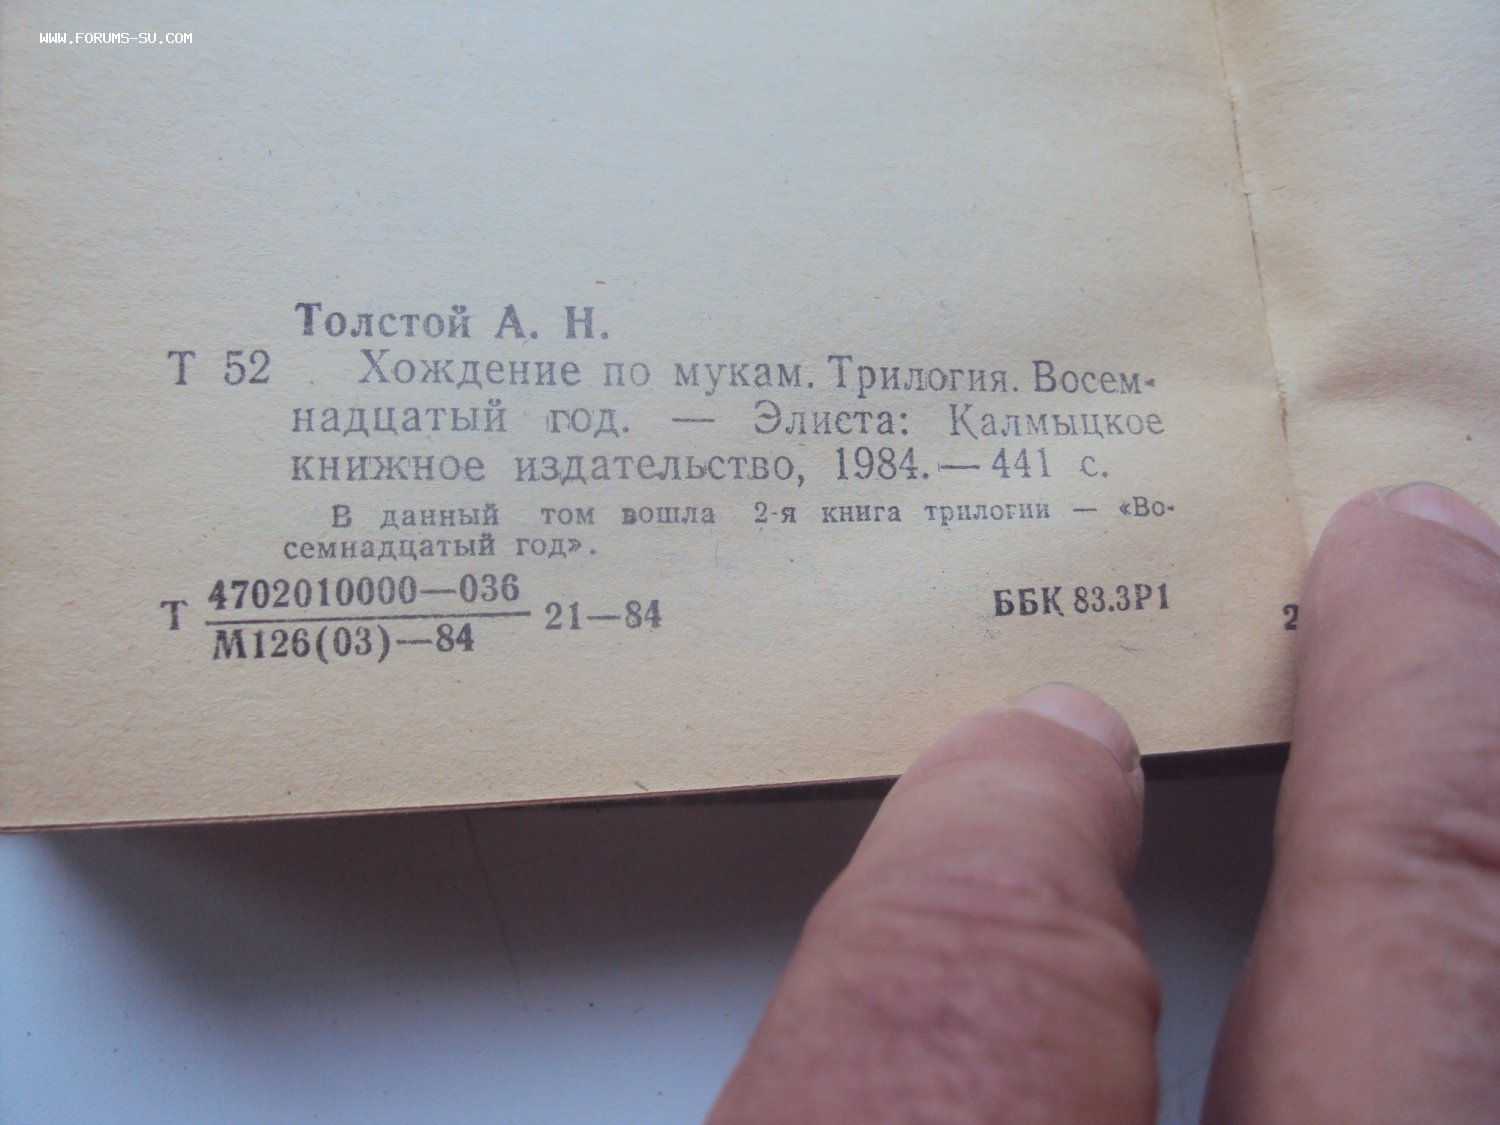 WWW.FORUMS-SU.COM
Толстой А. Н.
Т 52 Хождение по мукам. Трилогия. Восем-
надцатый год. — Элиста: Калмыцкое
книжное издательство, 1984.—441 с.
В данный том вошла 2-я книга трилогии — «Во-
семнадцатый год».
Т 4702010000—036 21—84
М126(03)—84
ББК 83.3Р1
2